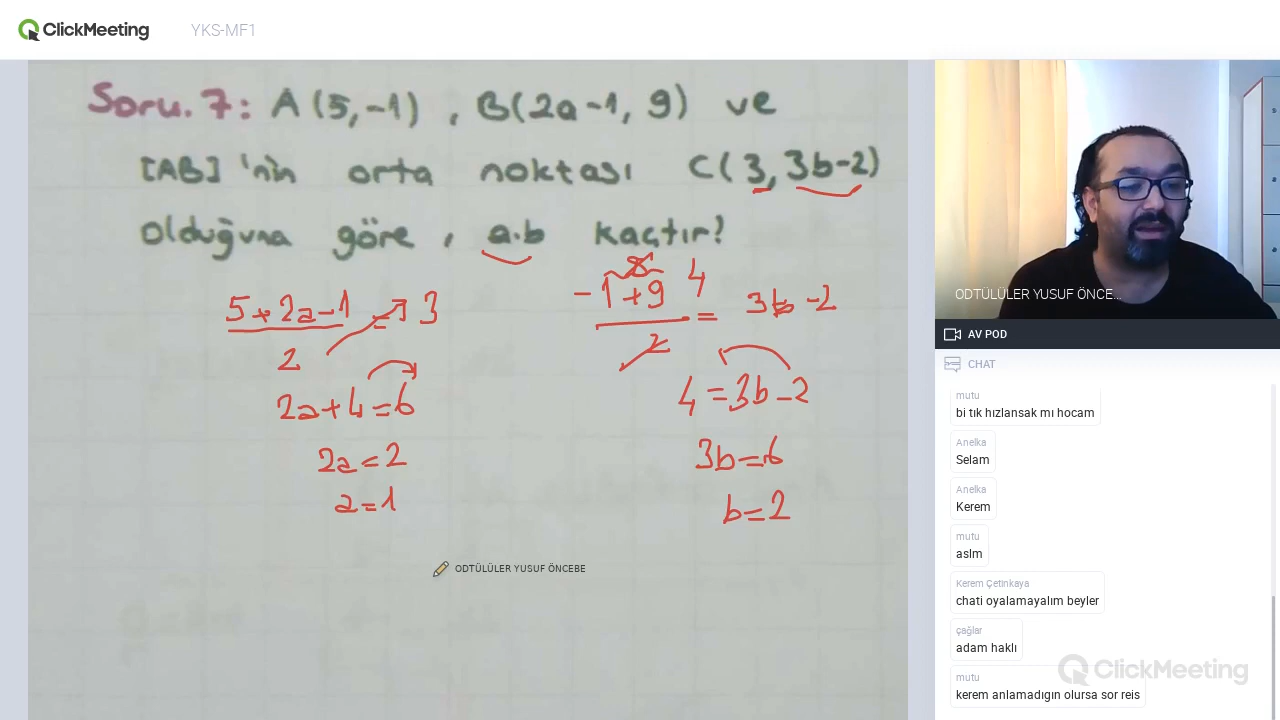 ClickMeeting
YKS-MF1
Soru.7: A(5,-1) , B(2a-1, 9) ve
[AB]'nin orta noktası C(3, 3b-2)
olduğuna göre , a.b kaçtır?
5+2a-1 = 3
2
2a+4=6
2a=2
a=1
8
-1+9 4 = 3b-2
2
4=3b-2
3b=6
b=2
ODTÜLÜLER YUSUF ÖNCEBE
ODTÜLÜLER YUSUF ÖNCE...
AV POD
CHAT
mutu
bi tık hızlansak mı hocam
Anelka
Selam
Anelka
Kerem
mutu
aslm
Kerem Çetinkaya
chati oyalamayalım beyler
çağlar
adam haklı
mutu
kerem anlamadıgın olursa sor reis
ClickMeeting